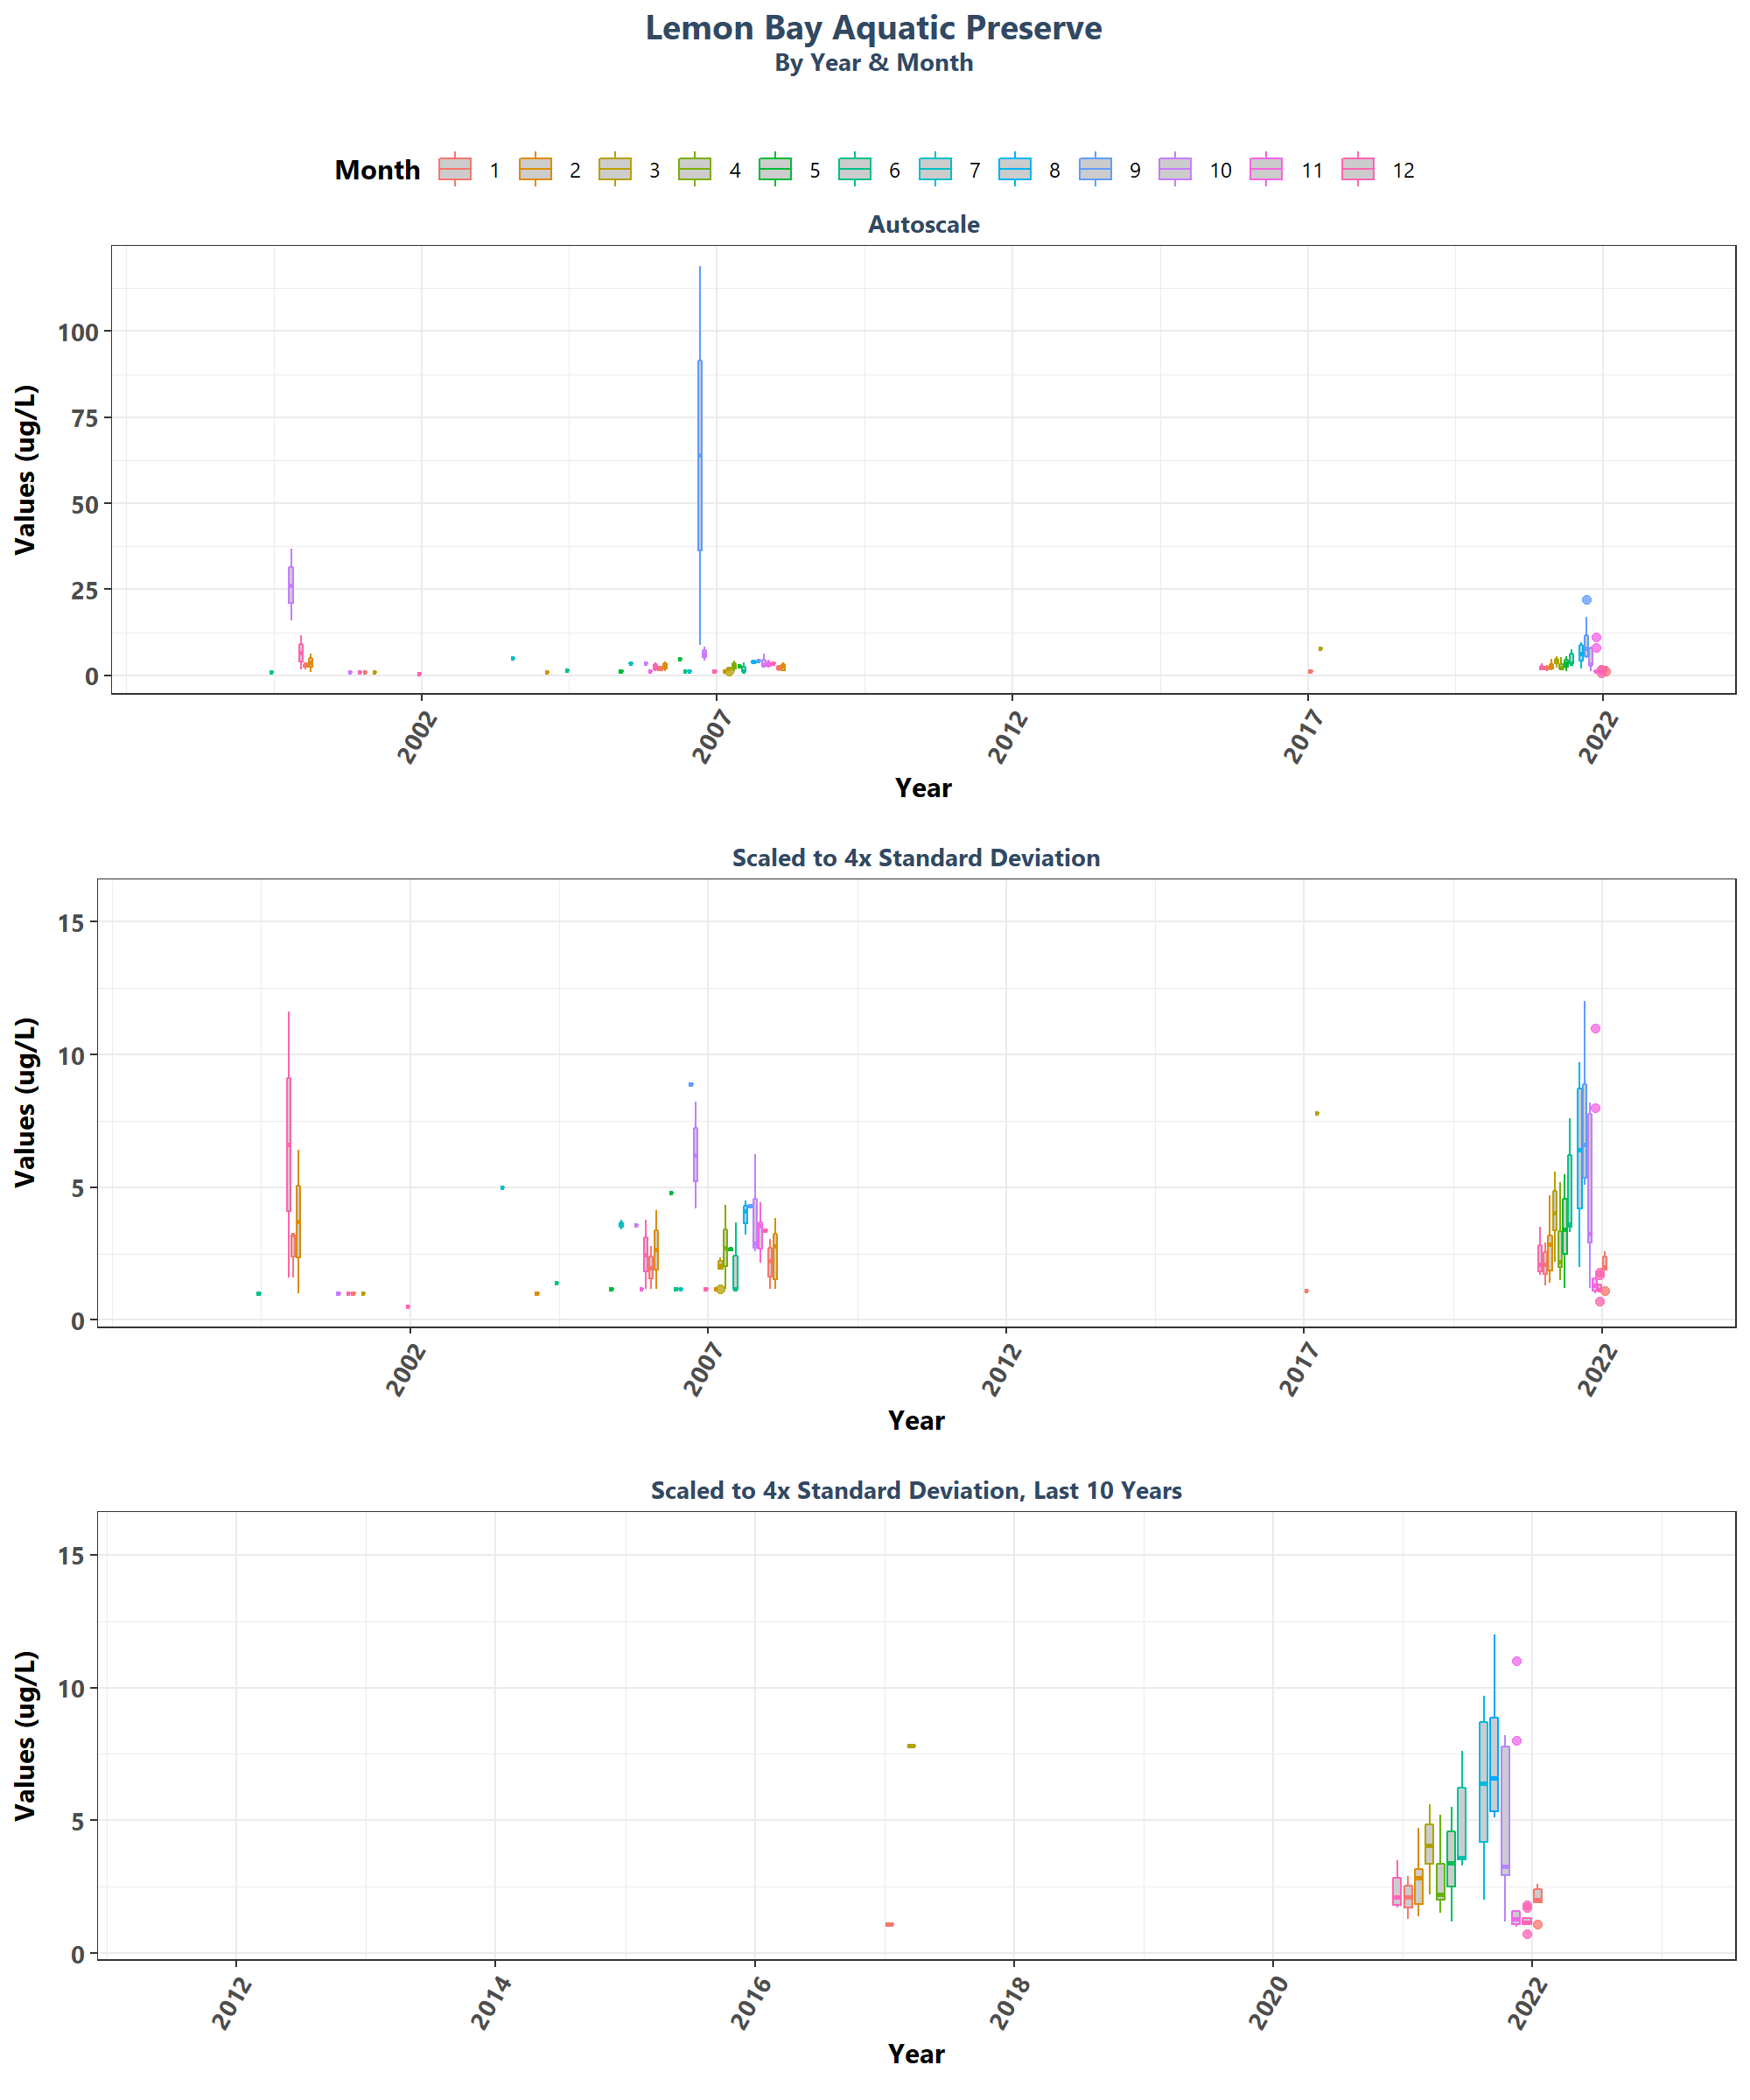 Lemon Bay Aquatic Preserve
By Year & Month
Month 1 2 3 4 5 6 7 8 9 10 11 12
Autoscale
Values (ug/L)
100
75
50
25
0
2002 2007 2012 2017 2022
Year
Scaled to 4x Standard Deviation
Values (ug/L)
15
10
5
0
2002 2007 2012 2017 2022
Year
Scaled to 4x Standard Deviation, Last 10 Years
Values (ug/L)
15
10
5
0
2012 2014 2016 2018 2020 2022
Year